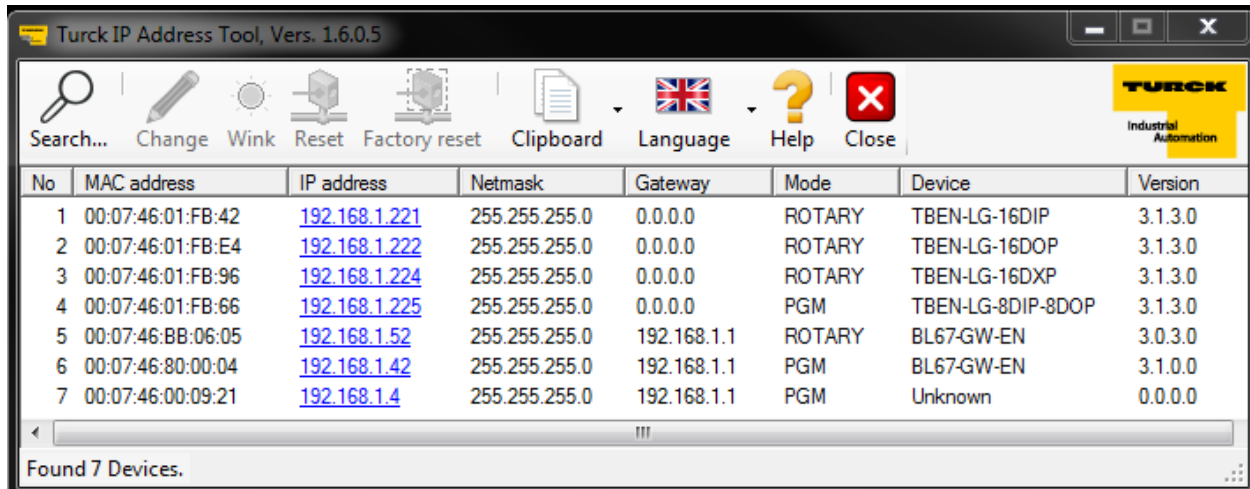 Turck IP Address Tool, Vers. 1.6.0.5
Search... Change Wink Reset Factory reset Clipboard Language Help Close
TURCK
Industrial
Automation
No MAC address IP address Netmask Gateway Mode Device Version
1 00:07:46:01:FB:42 192.168.1.221 255.255.255.0 0.0.0.0 ROTARY TBEN-LG-16DIP 3.1.3.0
2 00:07:46:01:FB:E4 192.168.1.222 255.255.255.0 0.0.0.0 ROTARY TBEN-LG-16DOP 3.1.3.0
3 00:07:46:01:FB:96 192.168.1.224 255.255.255.0 0.0.0.0 ROTARY TBEN-LG-16DXP 3.1.3.0
4 00:07:46:01:FB:66 192.168.1.225 255.255.255.0 0.0.0.0 PGM TBEN-LG-8DIP-8DOP 3.1.3.0
5 00:07:46:BB:06:05 192.168.1.52 255.255.255.0 192.168.1.1 ROTARY BL67-GW-EN 3.0.3.0
6 00:07:46:80:00:04 192.168.1.42 255.255.255.0 192.168.1.1 PGM BL67-GW-EN 3.1.0.0
7 00:07:46:00:09:21 192.168.1.4 255.255.255.0 192.168.1.1 PGM Unknown 0.0.0.0
Found 7 Devices.